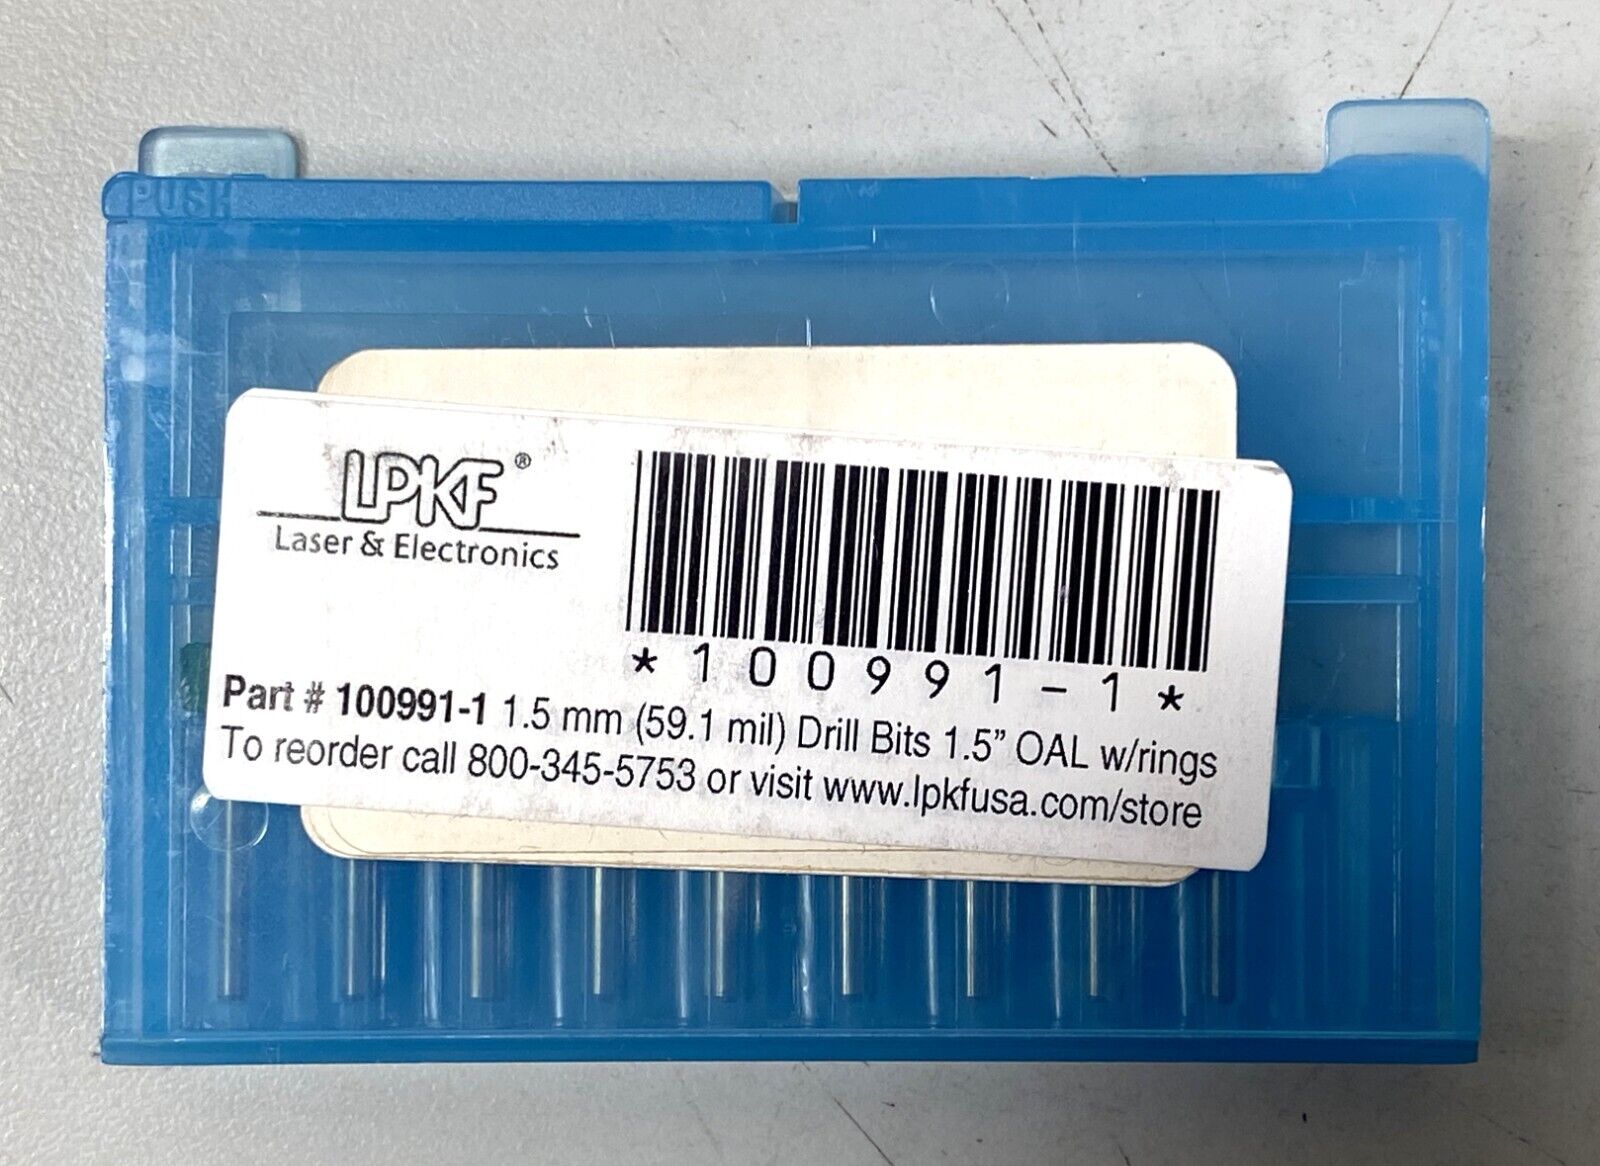 PUSH
LPKF®
Laser & Electronics
*100991-1*
Part # 100991-1 1.5 mm (59.1 mil) Drill Bits 1.5” OAL w/rings
To reorder call 800-345-5753 or visit www.lpkfusa.com/store